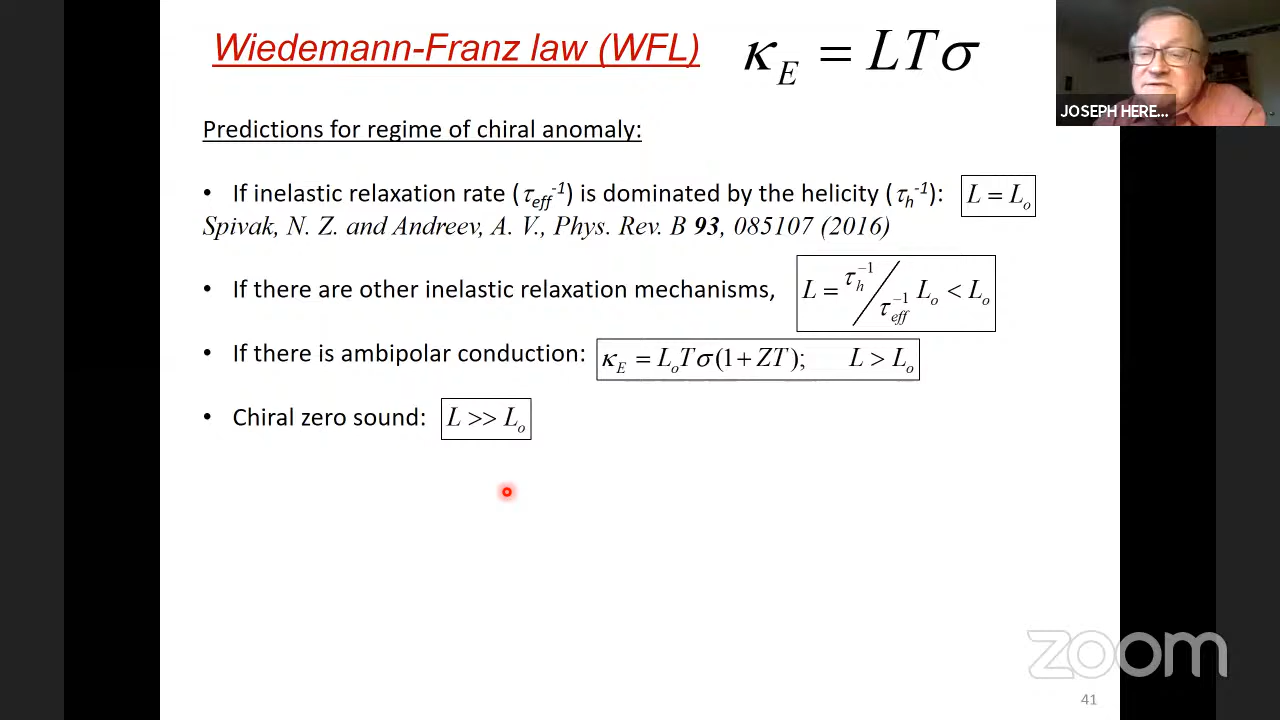 Wiedemann-Franz law (WFL) κ_E = LTσ
JOSEPH HERE...
Predictions for regime of chiral anomaly:
• If inelastic relaxation rate (τ_eff^-1) is dominated by the helicity (τ_h^-1): L = L_o
Spivak, N. Z. and Andreev, A. V., Phys. Rev. B 93, 085107 (2016)
• If there are other inelastic relaxation mechanisms, L = τ_h^−1 / τ_eff^−1 L_o < L_o
• If there is ambipolar conduction: κ_E = L_oTσ(1+ZT); L > L_o
• Chiral zero sound: L >> L_o
zoom
41